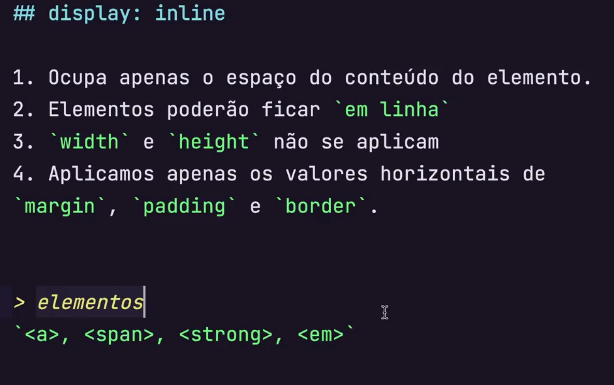 ## display: inline
1. Ocupa apenas o espaço do conteúdo do elemento.
2. Elementos poderão ficar `em linha`
3. `width` e `height` não se aplicam
4. Aplicamos apenas os valores horizontais de
`margin`, `padding` e `border`.
> elementos
`<a>, <span>, <strong>, <em>`